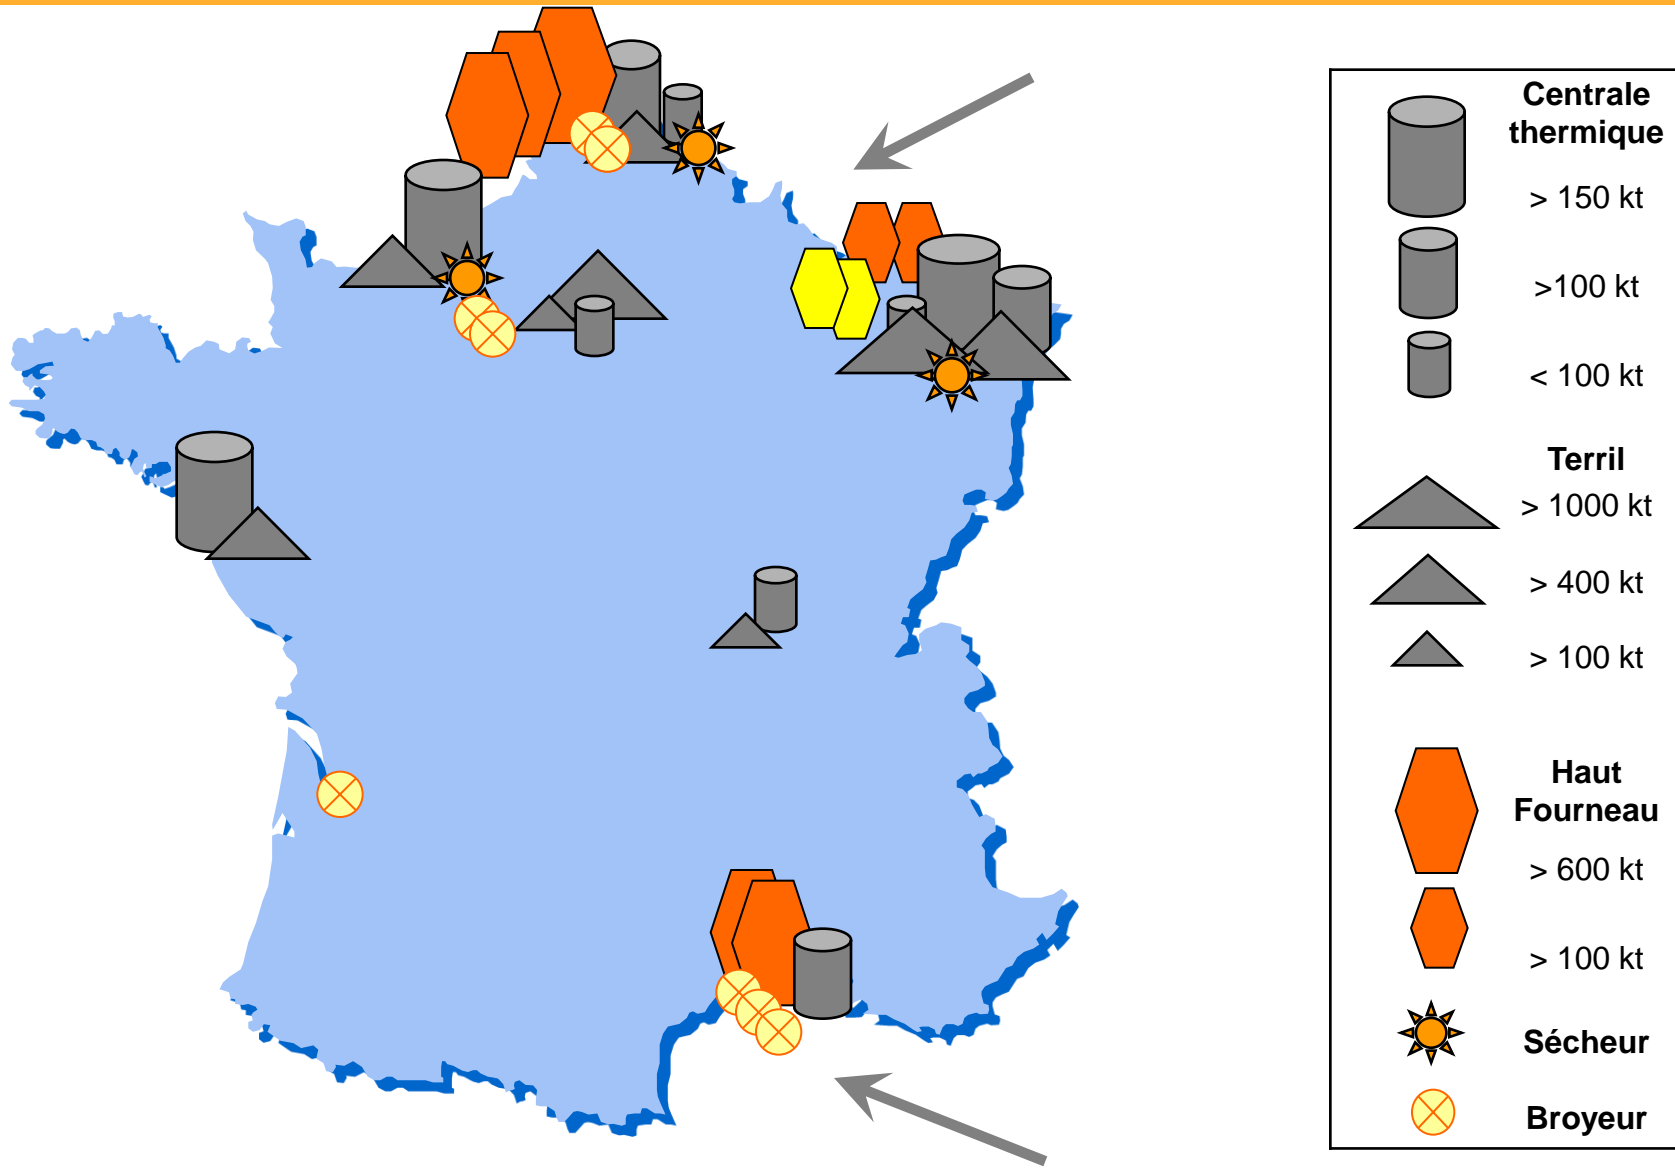 Centrale
thermique
> 150 kt
>100 kt
< 100 kt
Terril
> 1000 kt
> 400 kt
> 100 kt
Haut
Fourneau
> 600 kt
> 100 kt
Sécheur
Broyeur